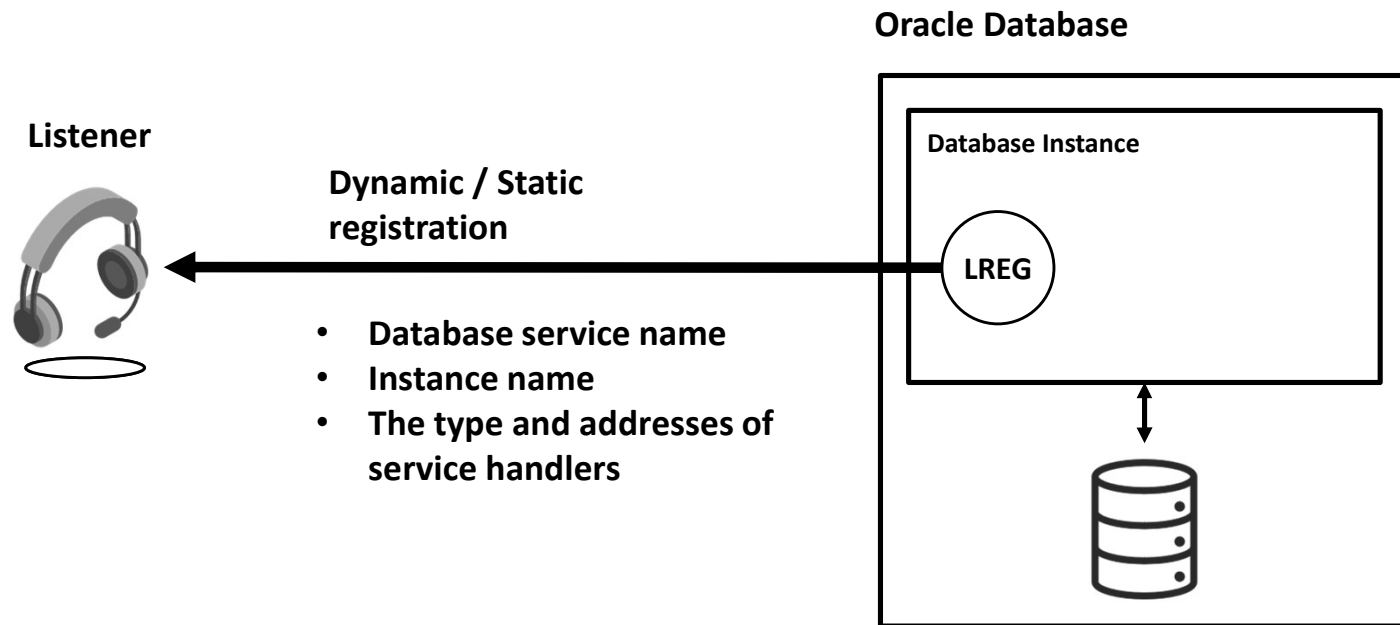 Oracle Database
Listener
Database Instance
Dynamic / Static
registration
LREG
• Database service name
• Instance name
• The type and addresses of
service handlers